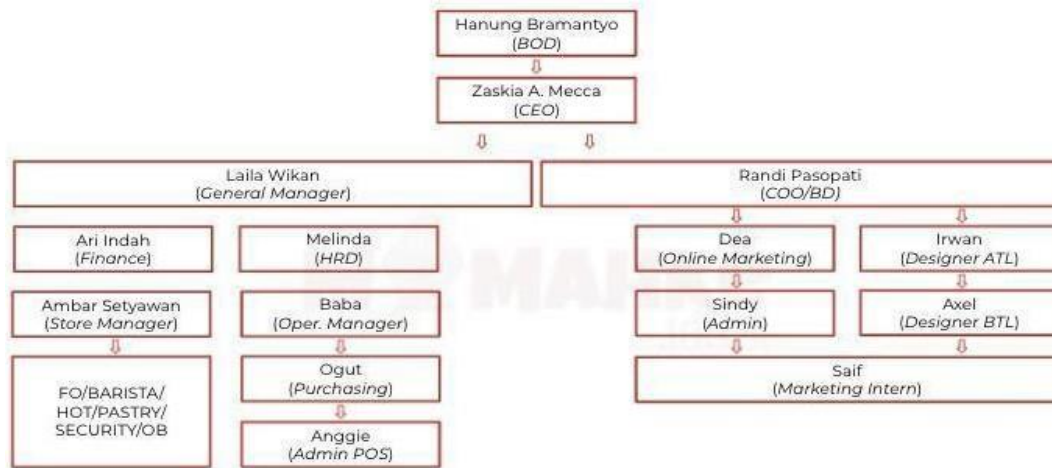 Hanung Bramantyo
(BOD)
Zaskia A. Mecca
(CEO)
Laila Wikan
(General Manager)
Randi Pasopati
(COO/BD)
Ari Indah
(Finance)
Melinda
(HRD)
Dea
(Online Marketing)
Irwan
(Designer ATL)
Ambar Setyawan
(Store Manager)
Baba
(Oper. Manager)
Sindy
(Admin)
Axel
(Designer BTL)
FO/BARISTA/
HOT/PASTRY/
SECURITY/OB
Ogut
(Purchasing)
Saif
(Marketing Intern)
Anggie
(Admin POS)